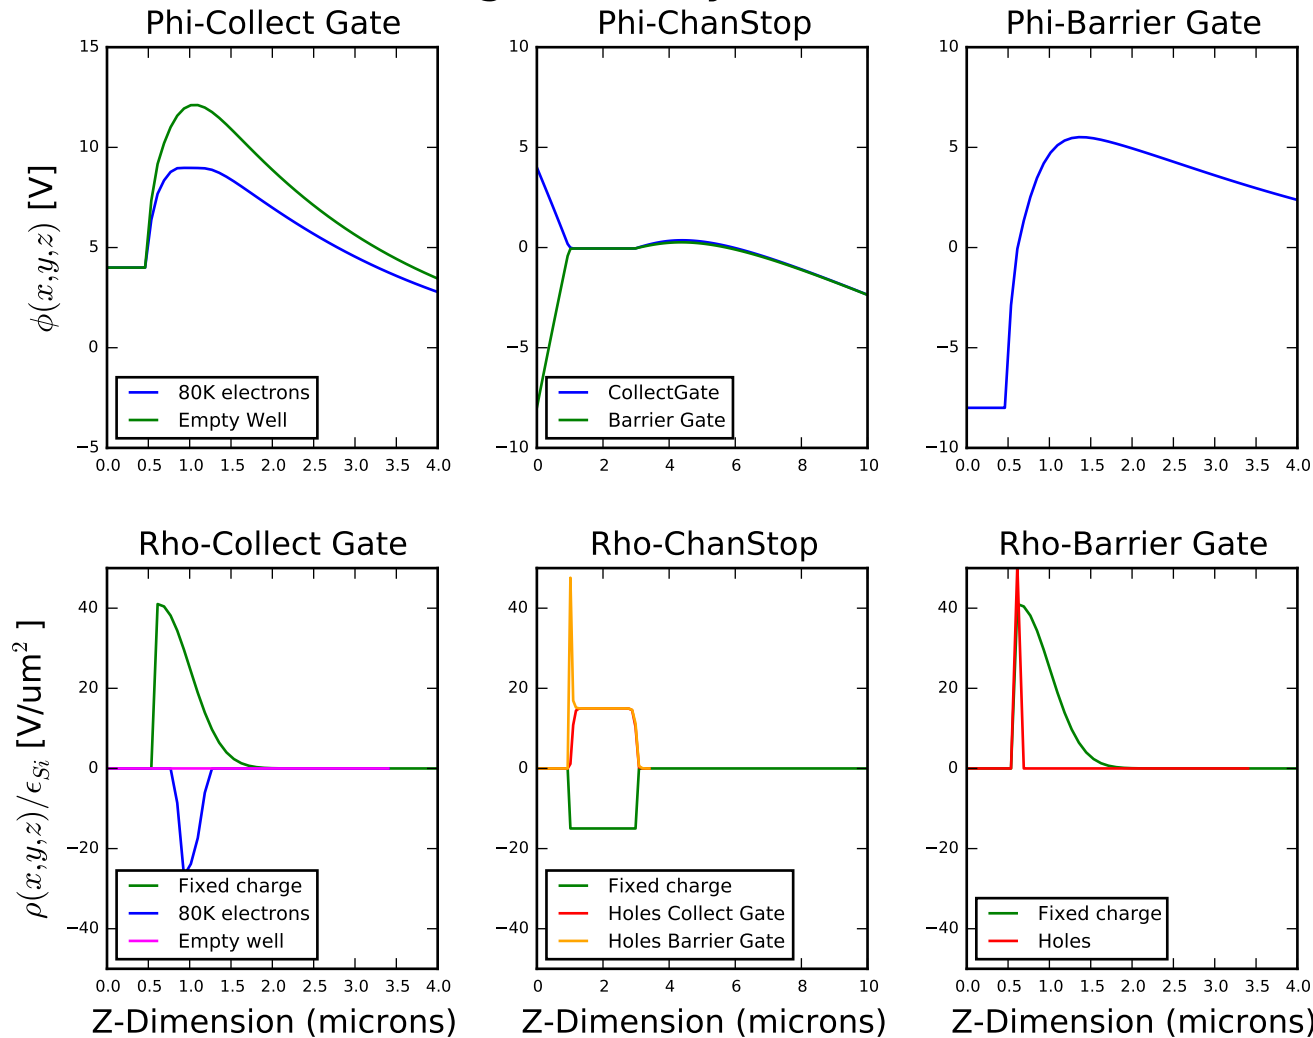 Phi-Collect Gate
15
10
5
0
−5
0.0 0.5 1.0 1.5 2.0 2.5 3.0 3.5 4.0
ϕ(x,y,z) [V]
80K electrons
Empty Well
Phi-ChanStop
10
5
0
−5
−10
0 2 4 6 8 10
CollectGate
Barrier Gate
Phi-Barrier Gate
10
5
0
−5
−10
0.0 0.5 1.0 1.5 2.0 2.5 3.0 3.5 4.0
Rho-Collect Gate
40
20
0
−20
−40
0.0 0.5 1.0 1.5 2.0 2.5 3.0 3.5 4.0
ρ(x,y,z)/ϵSi [V/um² ]
Z-Dimension (microns)
Fixed charge
80K electrons
Empty well
Rho-ChanStop
40
20
0
−20
−40
0 2 4 6 8 10
Z-Dimension (microns)
Fixed charge
Holes Collect Gate
Holes Barrier Gate
Rho-Barrier Gate
40
20
0
−20
−40
0.0 0.5 1.0 1.5 2.0 2.5 3.0 3.5 4.0
Z-Dimension (microns)
Fixed charge
Holes